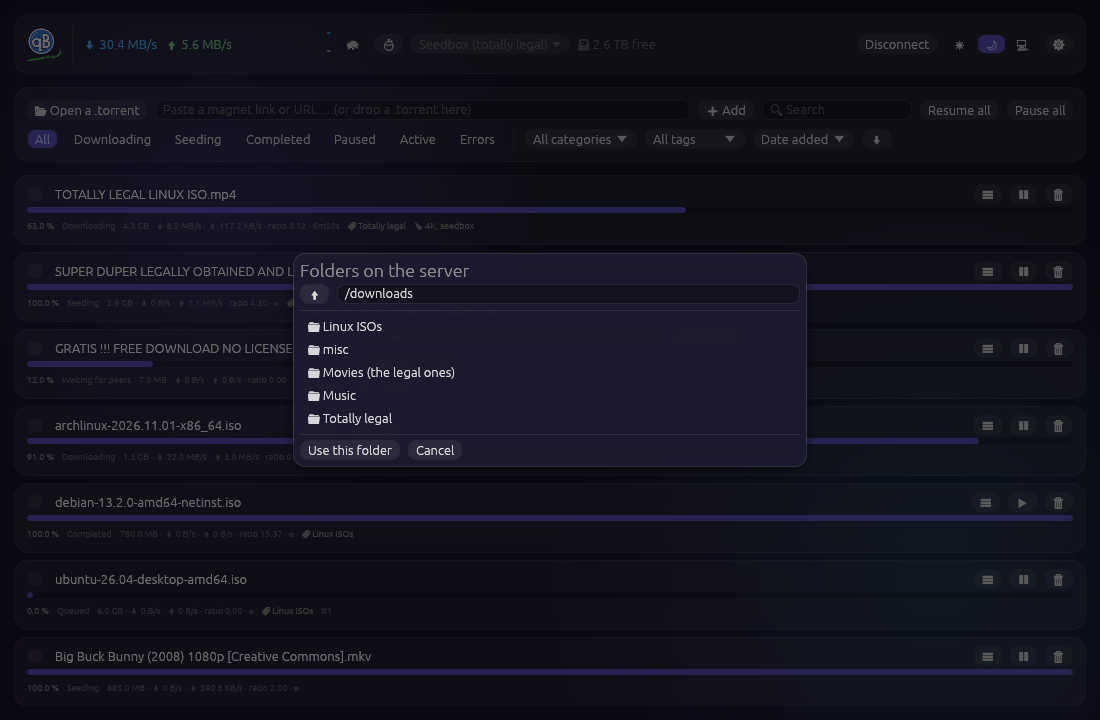 qB 30.4 MB/s 5.6 MB/s Seedbox (totally legal) 2.6 TB free Disconnect
Open a .torrent Paste a magnet link or URL… (or drop a .torrent here) Add Search Resume all Pause all
All Downloading Seeding Completed Paused Active Errors All categories All tags Date added
TOTALLY LEGAL LINUX ISO.mp4
63.0 % Downloading 4.3 GB · 8.2 MB/s · 117.2 KB/s · ratio 0.12 · 6m50s Totally legal 4K, seedbox
SUPER DUPER LEGALLY OBTAINED AND L
100.0 % Seeding 2.9 GB · 0 B/s · 1.1 MB/s · ratio 4.20 · ∞
GRATIS !!! FREE DOWNLOAD NO LICENSE
12.0 % Waiting for peers 7.0 MB · 0 B/s · 0 B/s · ratio 0.00 ·
archlinux-2026.11.01-x86_64.iso
91.0 % Downloading 1.3 GB · 22.0 MB/s · 3.0 MB/s · ratio 0.
debian-13.2.0-amd64-netinst.iso
100.0 % Completed 780.0 MB · 0 B/s · 0 B/s · ratio 13.37 · ∞ Linux ISOs
ubuntu-26.04-desktop-amd64.iso
0.0 % Queued 6.0 GB · 0 B/s · 0 B/s · ratio 0.00 · ∞ Linux ISOs #1
Big Buck Bunny (2008) 1080p [Creative Commons].mkv
100.0 % Seeding 885.0 MB · 0 B/s · 390.6 KB/s · ratio 2.00 · ∞
Folders on the server
/downloads
Linux ISOs
misc
Movies (the legal ones)
Music
Totally legal
Use this folder Cancel